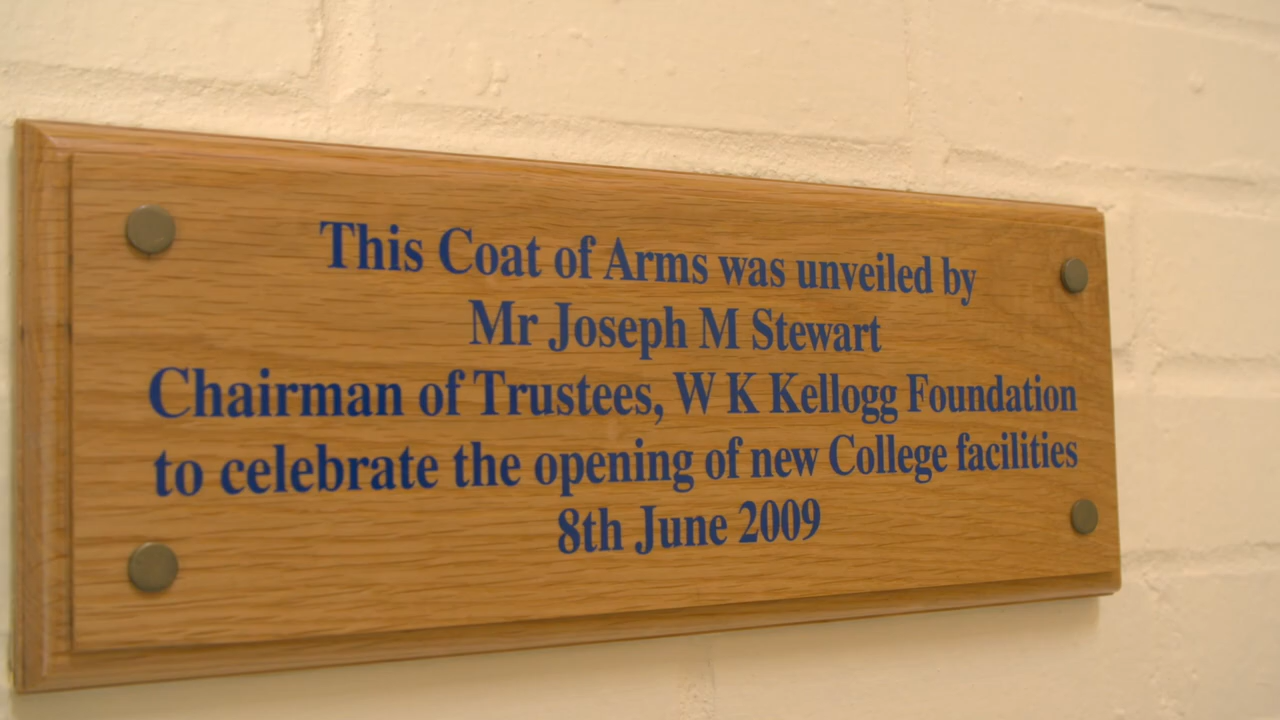 This Coat of Arms was unveiled by
Mr Joseph M Stewart
Chairman of Trustees, W K Kellogg Foundation
to celebrate the opening of new College facilities
8th June 2009